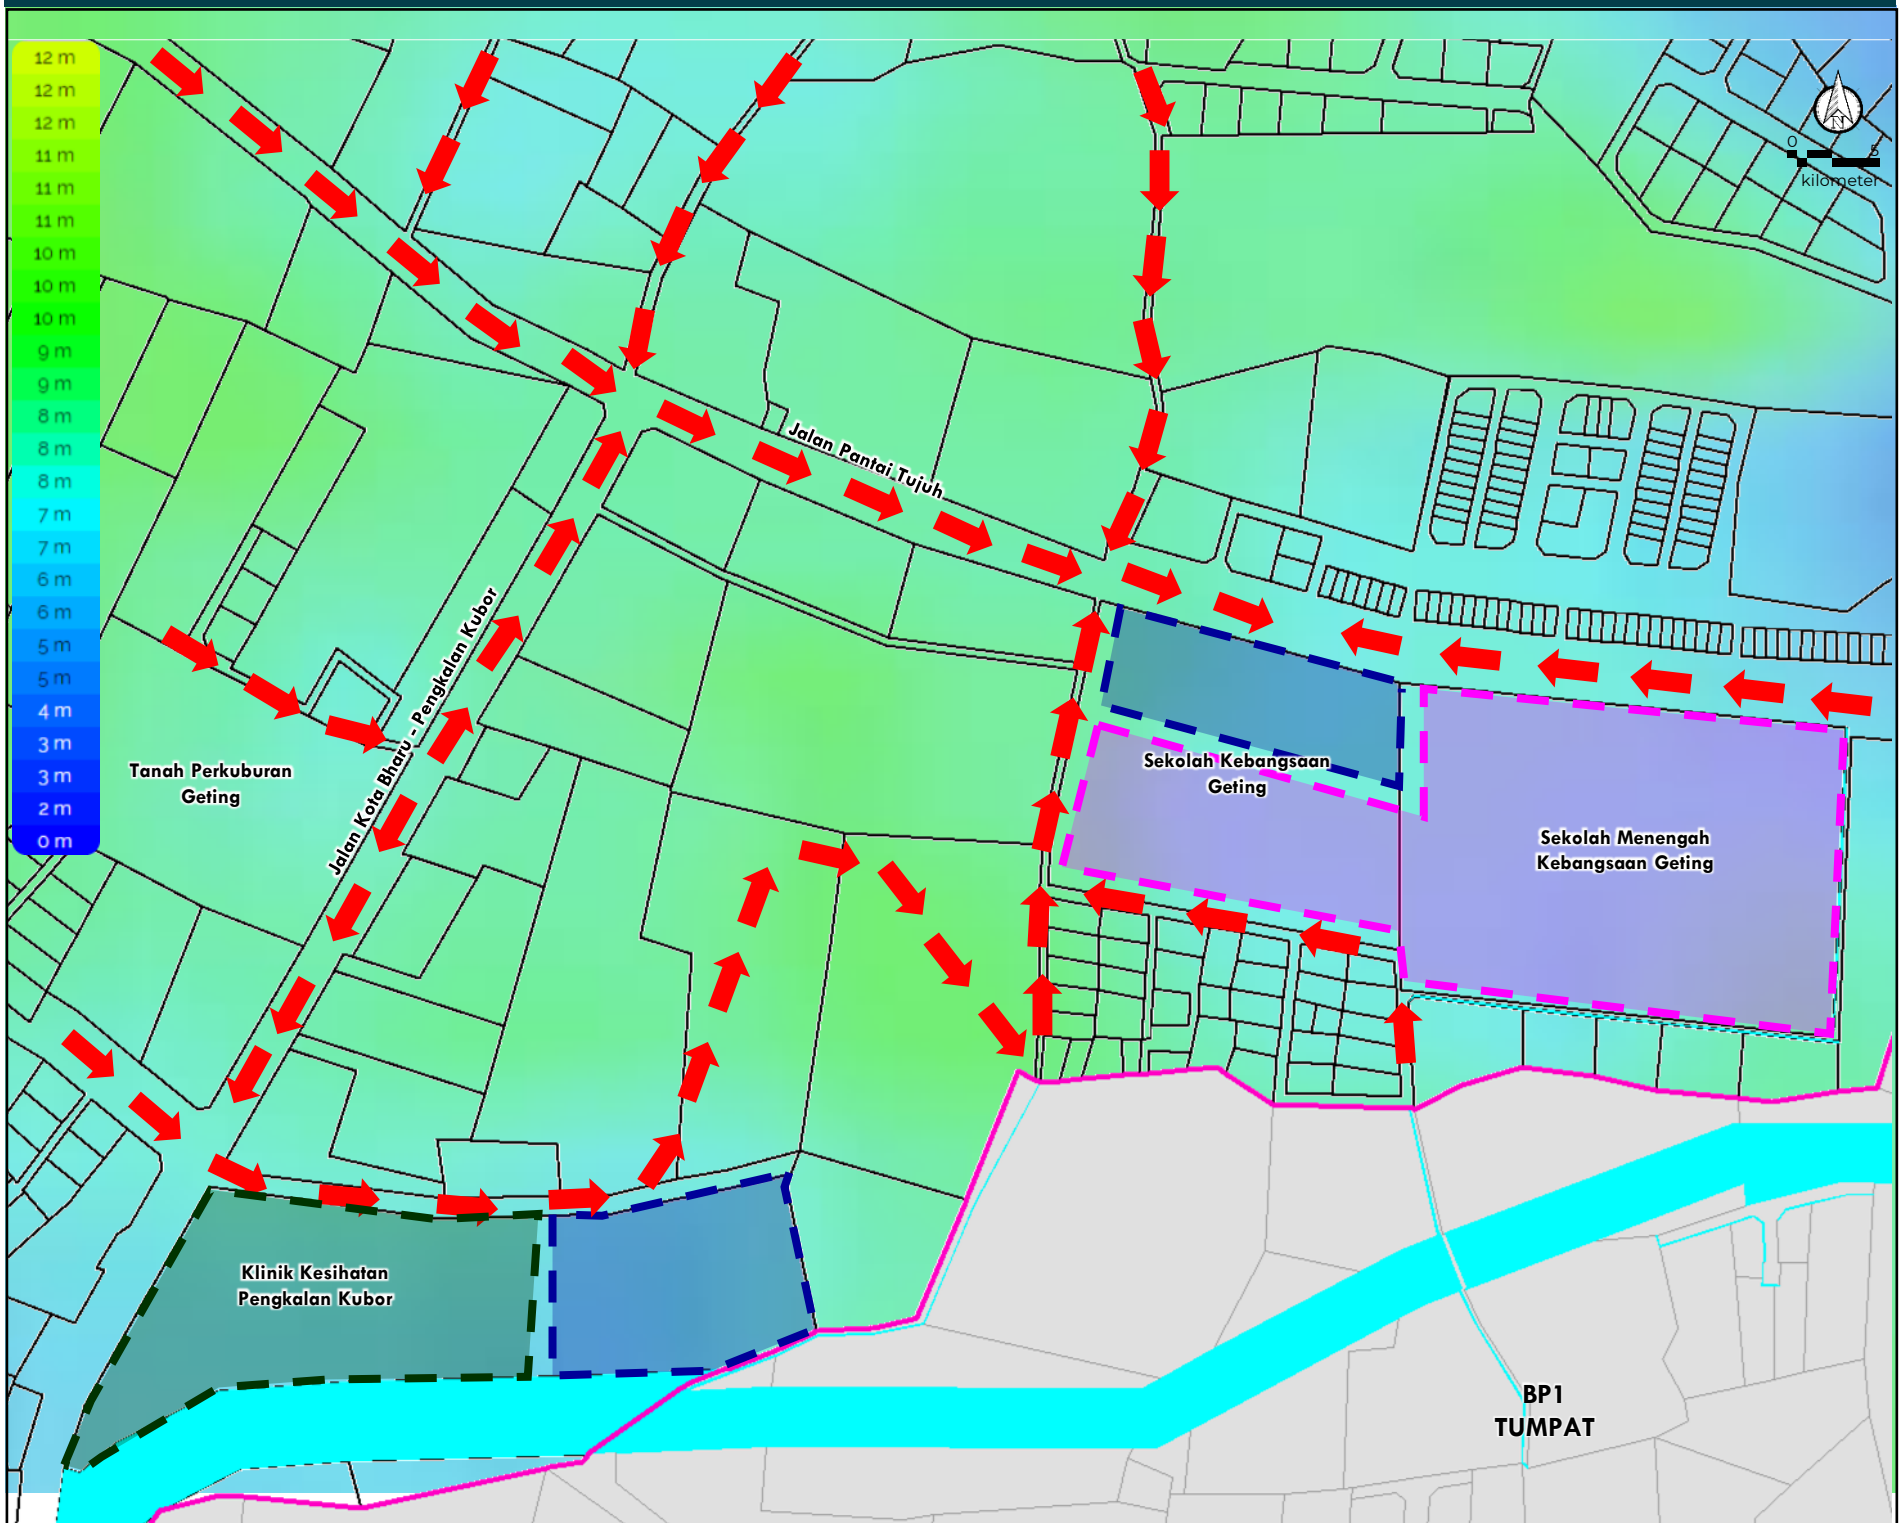 12 m
12 m
12 m
11 m
11 m
11 m
10 m
10 m
10 m
9 m
9 m
8 m
8 m
8 m
7 m
7 m
6 m
6 m
5 m
5 m
4 m
3 m
3 m
2 m
0 m
N
0 5
kilometer
Jalan Pantai Tujuh
Jalan Kota Bharu - Pengkalan Kubor
Tanah Perkuburan
Geting
Sekolah Kebangsaan
Geting
Sekolah Menengah
Kebangsaan Geting
Klinik Kesihatan
Pengkalan Kubor
BP1
TUMPAT